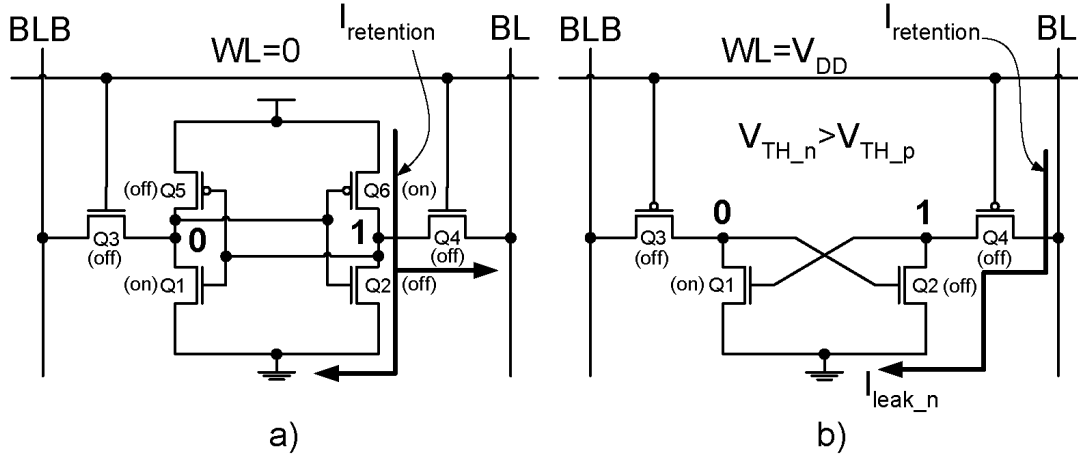 BLB
WL=0
I_retention
BL
(off) Q5
Q6 (on)
0
1
Q3
(off)
Q4
(off)
(on) Q1
Q2 (off)
a)
BLB
WL=V_DD
I_retention
BL
V_TH_n>V_TH_p
0
1
Q3
(off)
Q4
(off)
(on) Q1
Q2 (off)
I_leak_n
b)